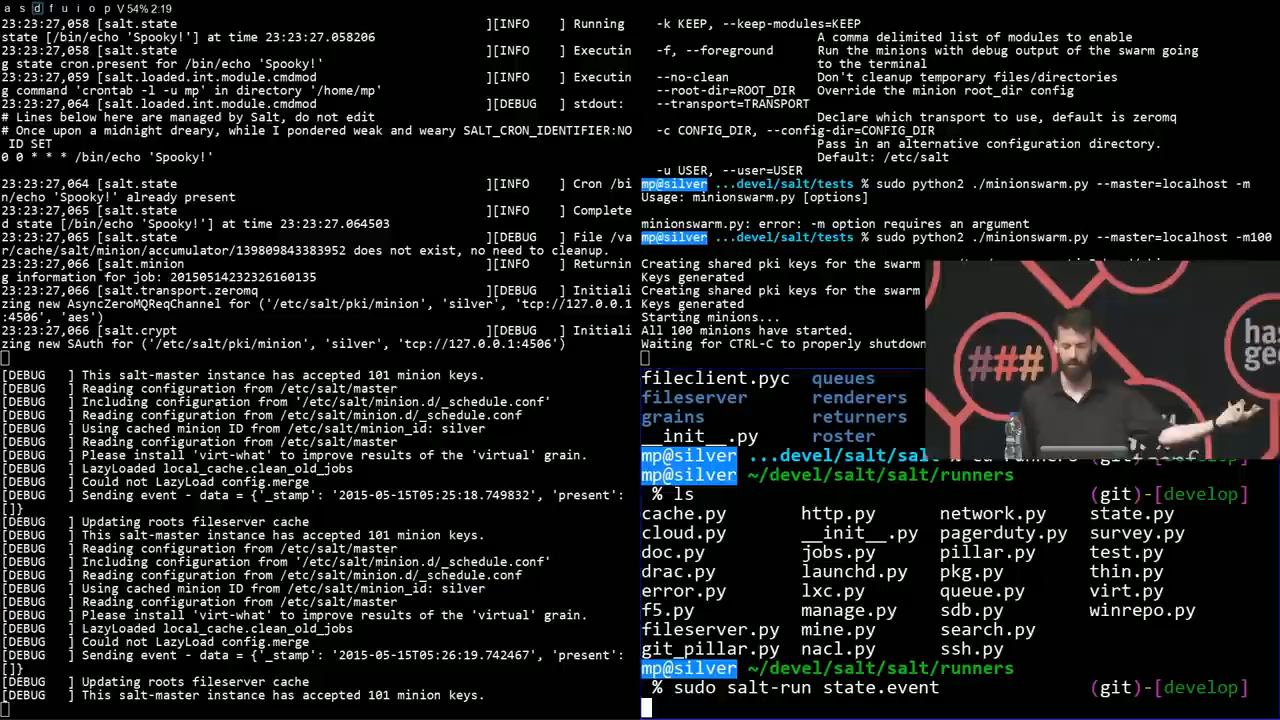 a s d f u i o p V 54% 2:19
23:23:27,058 [salt.state ][INFO ] Running
state [/bin/echo 'Spooky!'] at time 23:23:27.058206
23:23:27,058 [salt.state ][INFO ] Executin
g state cron.present for /bin/echo 'Spooky!'
23:23:27,059 [salt.loaded.int.module.cmdmod ][INFO ] Executin
g command 'crontab -l -u mp' in directory '/home/mp'
23:23:27,064 [salt.loaded.int.module.cmdmod ][DEBUG ] stdout:
# Lines below here are managed by Salt, do not edit
# Once upon a midnight dreary, while I pondered weak and weary SALT_CRON_IDENTIFIER:NO
ID SET
0 0 * * * /bin/echo 'Spooky!'
23:23:27,064 [salt.state ][INFO ] Cron /bi
n/echo 'Spooky!' already present
23:23:27,065 [salt.state ][INFO ] Complete
d state [/bin/echo 'Spooky!'] at time 23:23:27.064503
23:23:27,065 [salt.state ][DEBUG ] File /va
r/cache/salt/minion/accumulator/139809843383952 does not exist, no need to cleanup.
23:23:27,066 [salt.minion ][INFO ] Returnin
g information for job: 20150514232326160135
23:23:27,066 [salt.transport.zeromq ][DEBUG ] Initiali
zing new AsyncZeroMQReqChannel for ('/etc/salt/pki/minion', 'silver', 'tcp://127.0.0.1
:4506', 'aes')
23:23:27,066 [salt.crypt ][DEBUG ] Initiali
zing new SAuth for ('/etc/salt/pki/minion', 'silver', 'tcp://127.0.0.1:4506')
-k KEEP, --keep-modules=KEEP
A comma delimited list of modules to enable
-f, --foreground Run the minions with debug output of the swarm going
to the terminal
--no-clean Don't cleanup temporary files/directories
--root-dir=ROOT_DIR Override the minion root_dir config
--transport=TRANSPORT
Declare which transport to use, default is zeromq
-c CONFIG_DIR, --config-dir=CONFIG_DIR
Pass in an alternative configuration directory.
Default: /etc/salt
-u USER, --user=USER
mp@silver ...devel/salt/tests % sudo python2 ./minionswarm.py --master=localhost -m
Usage: minionswarm.py [options]
minionswarm.py: error: -m option requires an argument
mp@silver ...devel/salt/tests % sudo python2 ./minionswarm.py --master=localhost -m100
Creating shared pki keys for the swarm
Keys generated
Creating shared pki keys for the swarm
Keys generated
Starting minions...
All 100 minions have started.
Waiting for CTRL-C to properly shutdown
###
has
gee
[DEBUG ] This salt-master instance has accepted 101 minion keys.
[DEBUG ] Reading configuration from /etc/salt/master
[DEBUG ] Including configuration from '/etc/salt/minion.d/_schedule.conf'
[DEBUG ] Reading configuration from /etc/salt/minion.d/_schedule.conf
[DEBUG ] Using cached minion ID from /etc/salt/minion_id: silver
[DEBUG ] Reading configuration from /etc/salt/master
[DEBUG ] Please install 'virt-what' to improve results of the 'virtual' grain.
[DEBUG ] LazyLoaded local_cache.clean_old_jobs
[DEBUG ] Could not LazyLoad config.merge
[DEBUG ] Sending event - data = {'_stamp': '2015-05-15T05:25:18.749832', 'present':
[]}
[DEBUG ] Updating roots fileserver cache
[DEBUG ] This salt-master instance has accepted 101 minion keys.
[DEBUG ] Reading configuration from /etc/salt/master
[DEBUG ] Including configuration from '/etc/salt/minion.d/_schedule.conf'
[DEBUG ] Reading configuration from /etc/salt/minion.d/_schedule.conf
[DEBUG ] Using cached minion ID from /etc/salt/minion_id: silver
[DEBUG ] Reading configuration from /etc/salt/master
[DEBUG ] Please install 'virt-what' to improve results of the 'virtual' grain.
[DEBUG ] LazyLoaded local_cache.clean_old_jobs
[DEBUG ] Could not LazyLoad config.merge
[DEBUG ] Sending event - data = {'_stamp': '2015-05-15T05:26:19.742467', 'present':
[]}
[DEBUG ] Updating roots fileserver cache
[DEBUG ] This salt-master instance has accepted 101 minion keys.
fileclient.pyc queues
fileserver renderers
grains returners
__init__.py roster
mp@silver ...devel/salt/salt % cd runners
mp@silver ~/devel/salt/salt/runners
% ls (git)-[develop]
cache.py http.py network.py state.py
cloud.py __init__.py pagerduty.py survey.py
doc.py jobs.py pillar.py test.py
drac.py launchd.py pkg.py thin.py
error.py lxc.py queue.py virt.py
f5.py manage.py sdb.py winrepo.py
fileserver.py mine.py search.py
git_pillar.py nacl.py ssh.py
mp@silver ~/devel/salt/salt/runners
% sudo salt-run state.event (git)-[develop]